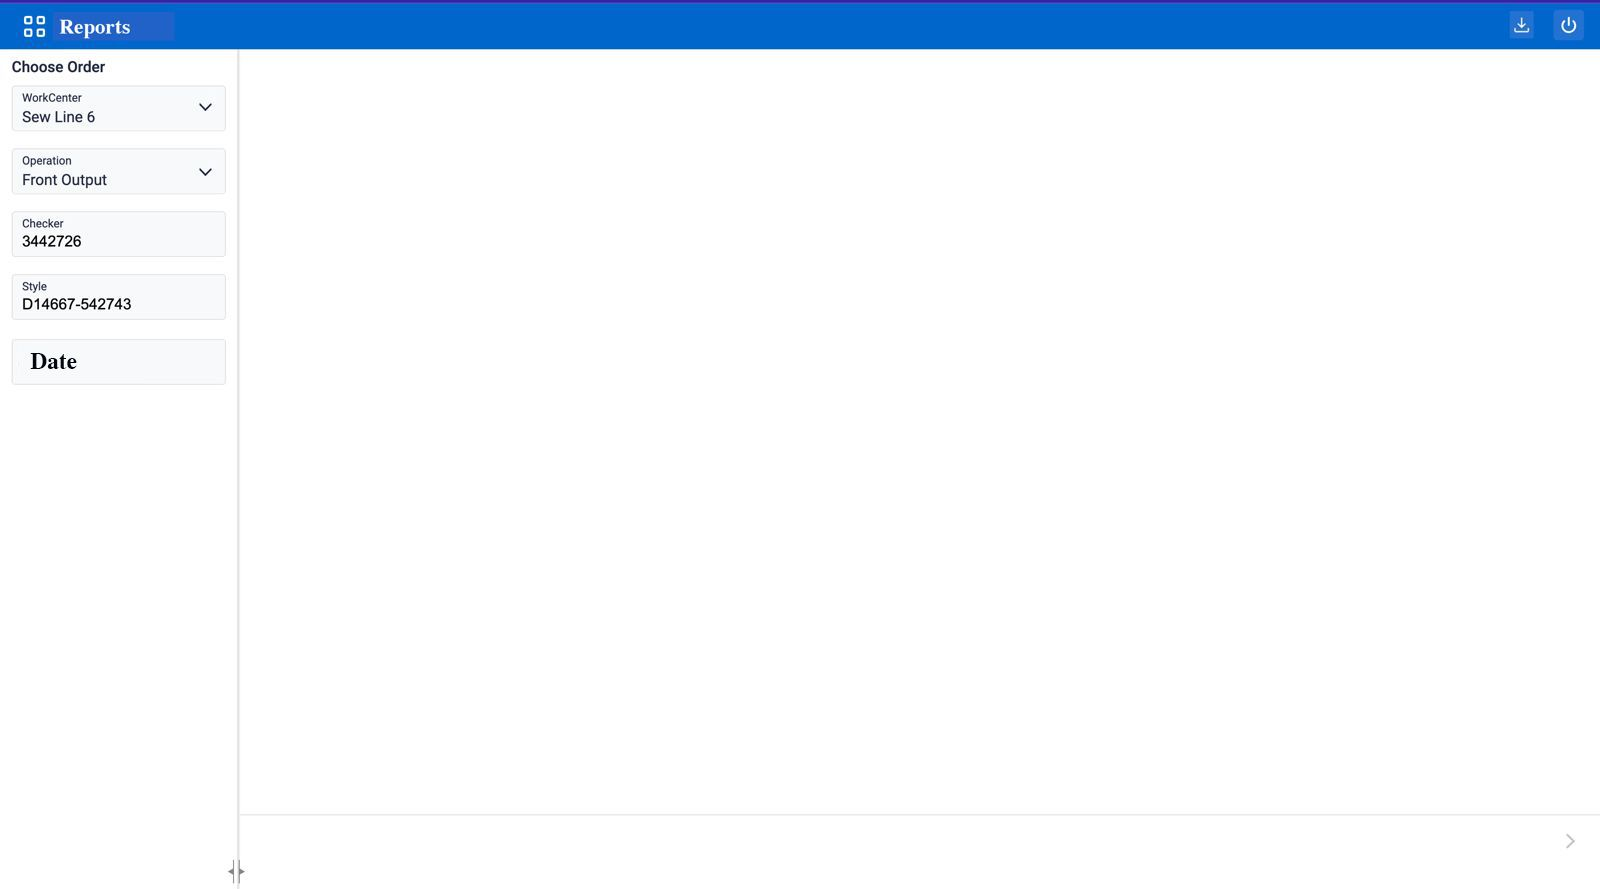 Reports
Choose Order
WorkCenter
Sew Line 6
Operation
Front Output
Checker
3442726
Style
D14667-542743
Date